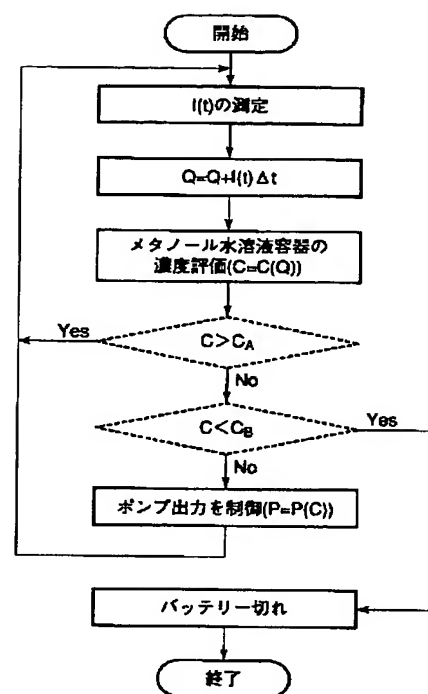 開始
I(t)の測定
Q=Q+I(t)Δt
メタノール水溶液容器の
濃度評価(C=C(Q))
C>CA
Yes
No
C<CB
Yes
No
ポンプ出力を制御(P=P(C))
バッテリー切れ
終了